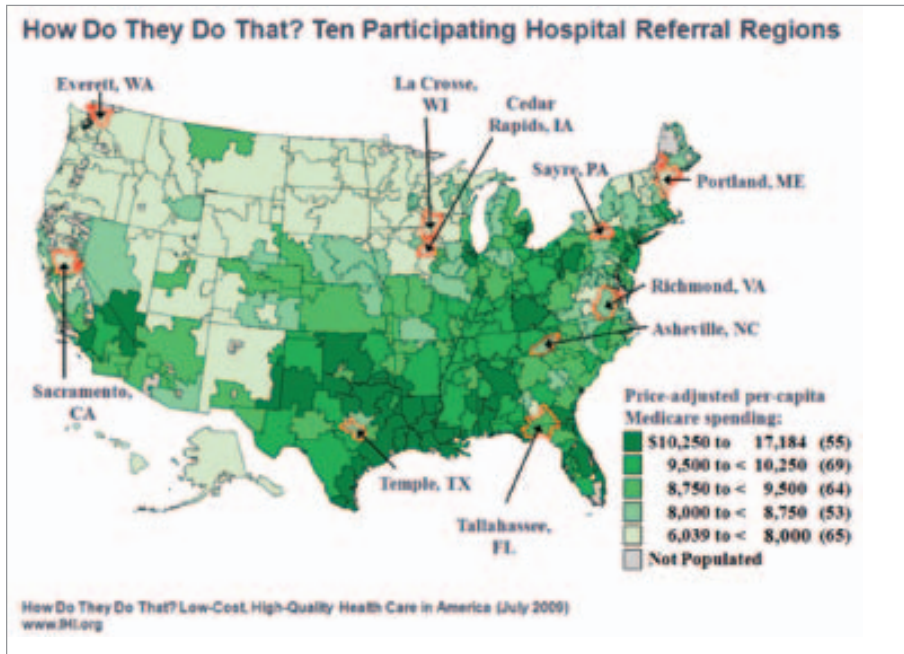 How Do They Do That? Ten Participating Hospital Referral Regions
Everett, WA
La Crosse,
WI
Cedar
Rapids, IA
Sayre, PA
Portland, ME
Richmond, VA
Asheville, NC
Sacramento,
CA
Temple, TX
Tallahassee,
FL
Price-adjusted per-capita
Medicare spending:
$10,250 to 17,184 (55)
9,500 to < 10,250 (69)
8,750 to < 9,500 (64)
8,000 to < 8,750 (53)
6,039 to < 8,000 (65)
Not Populated
How Do They Do That? Low-Cost, High-Quality Health Care in America (July 2009)
www.IHI.org